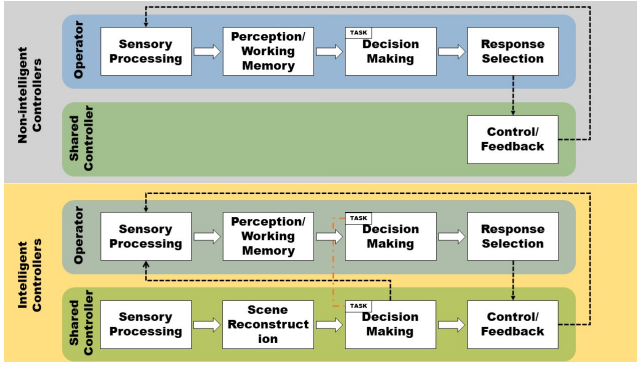 Non-intelligent
Controllers
Operator
Sensory
Processing
Perception/
Working
Memory
TASK
Decision
Making
Response
Selection
Shared
Controller
Control/
Feedback
Intelligent
Controllers
Operator
Sensory
Processing
Perception/
Working
Memory
TASK
Decision
Making
Response
Selection
Shared
Controller
Sensory
Processing
Scene
Reconstruct
ion
TASK
Decision
Making
Control/
Feedback